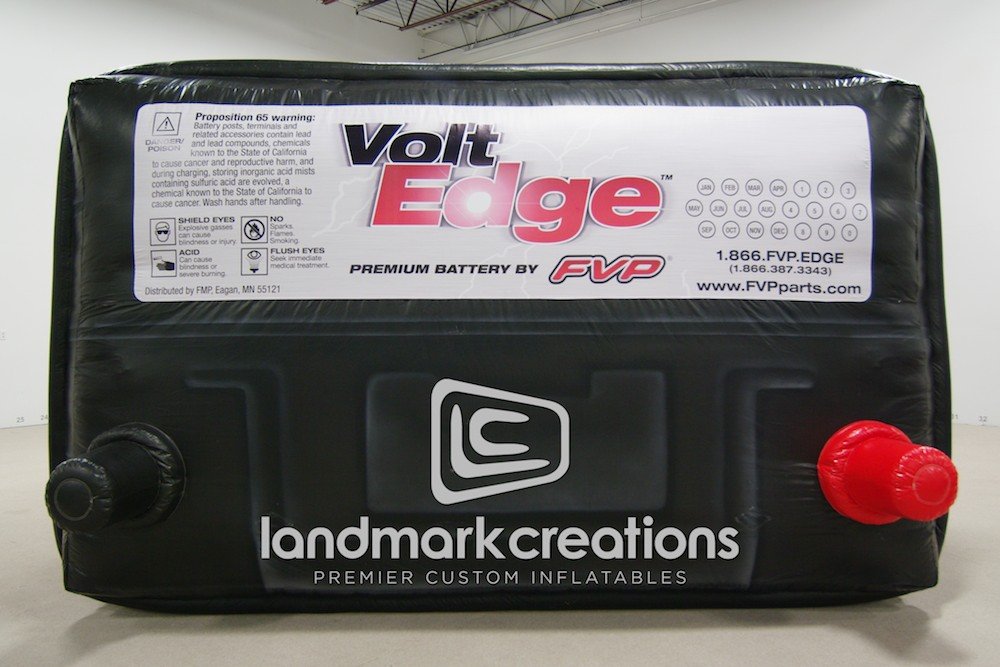 Proposition 65 warning:
Battery posts, terminals and
related accessories contain lead
and lead compounds, chemicals
known to the State of California
to cause cancer and reproductive harm, and
during charging, storing inorganic acid mists
containing sulfuric acid are evolved, a
chemical known to the State of California to
cause cancer. Wash hands after handling.
DANGER/
POISON
SHIELD EYES
Explosive gasses
can cause
blindness or injury.
NO
Sparks.
Flames.
Smoking.
ACID
Can cause
blindness or
severe burning.
FLUSH EYES
Seek immediate
medical treatment.
Distributed by FMP, Eagan, MN 55121
Volt
Edge™
PREMIUM BATTERY BY FVP®
JAN FEB MAR APR 1 2 3
MAY JUN JUL AUG 4 5 6 7
SEP OCT NOV DEC 8 9 0
1.866.FVP.EDGE
(1.866.387.3343)
www.FVPparts.com
LC
landmarkcreations
PREMIER CUSTOM INFLATABLES
25 24
31 32